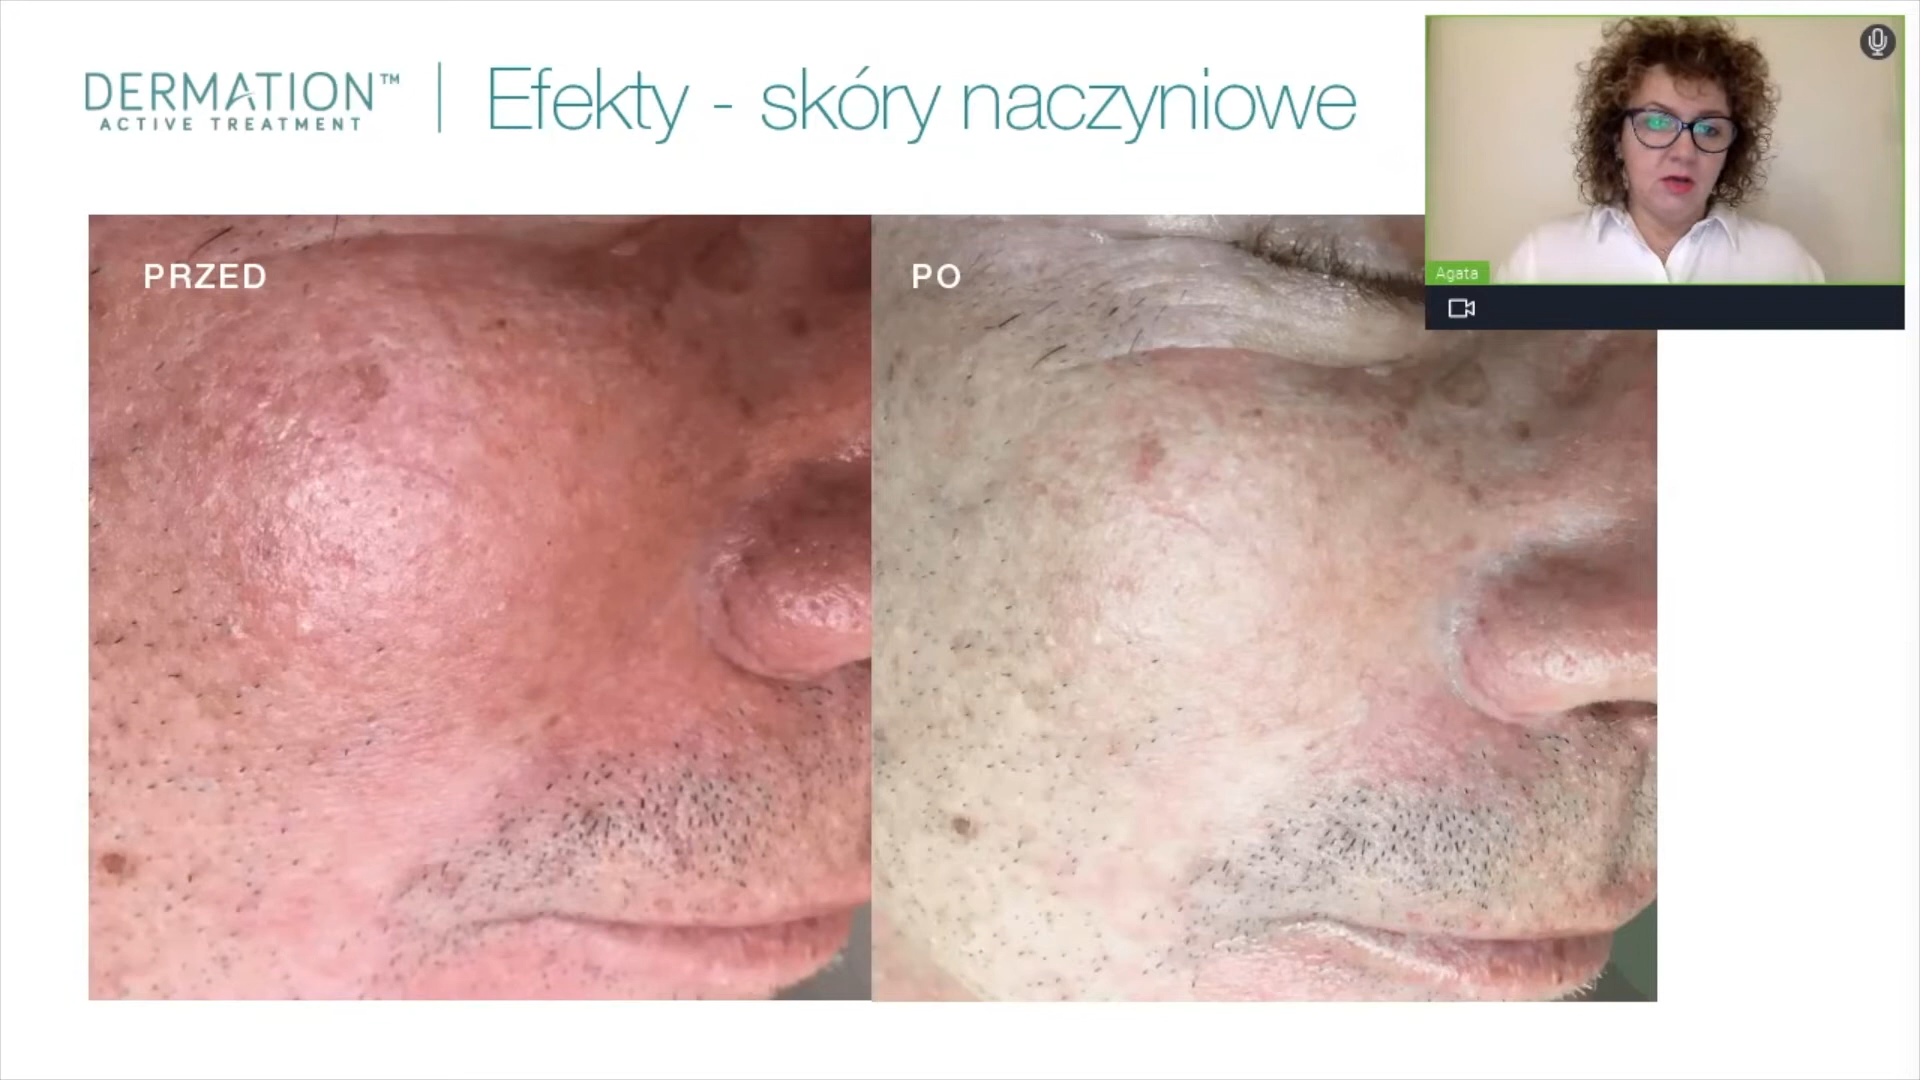 DERMATION™
ACTIVE TREATMENT
Efekty - skóry naczyniowe
PRZED
PO
Agata